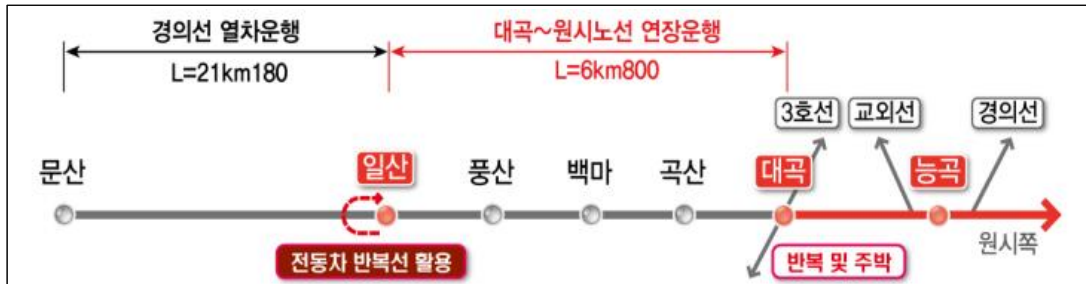 경의선 열차운행
대곡~원시노선 연장운행
L=21km180
L=6km800
3호선
교외선
경의선
문산
일산
풍산
백마
곡산
대곡
능곡
원시쪽
전동차 반복선 활용
반복 및 주박